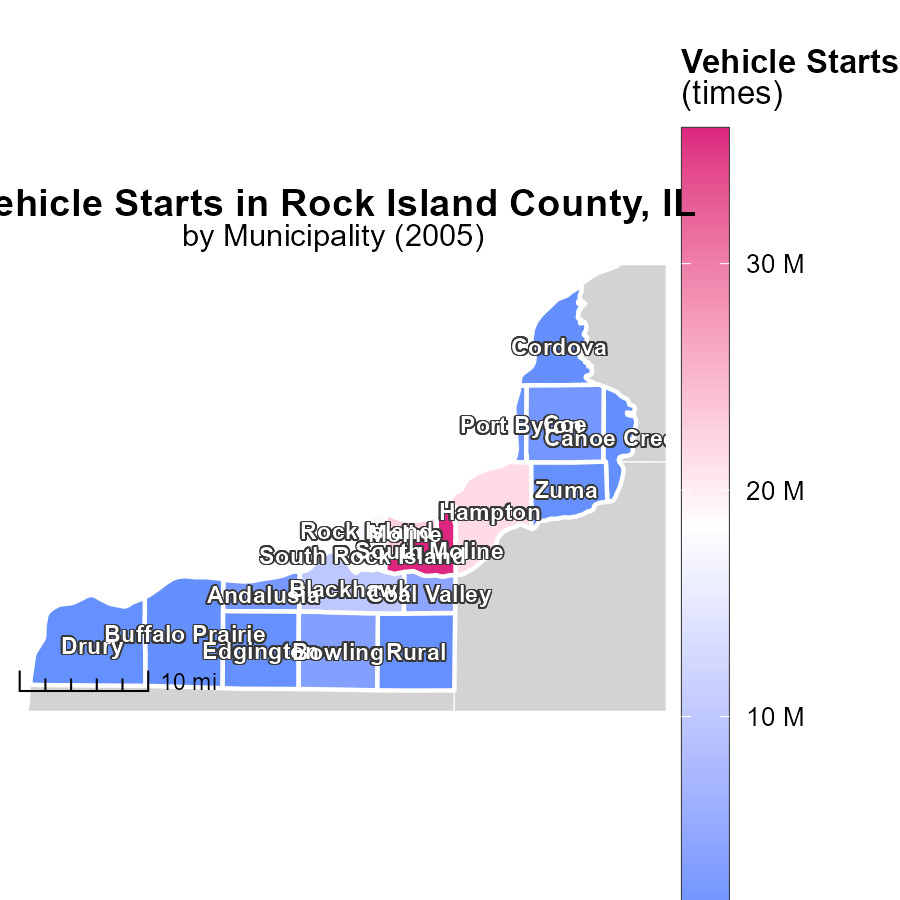 Vehicle Starts
(times)
ehicle Starts in Rock Island County, IL
by Municipality (2005)
30 M
20 M
10 M
Cordova
Port Byron
Coe
Canoe Cree
Zuma
Hampton
Rock Island
Moline
South Moline
South Rock Island
Blackhawk
Andalusia
Coal Valley
Buffalo Prairie
Drury
Edgington
Bowling
Rural
10 mi